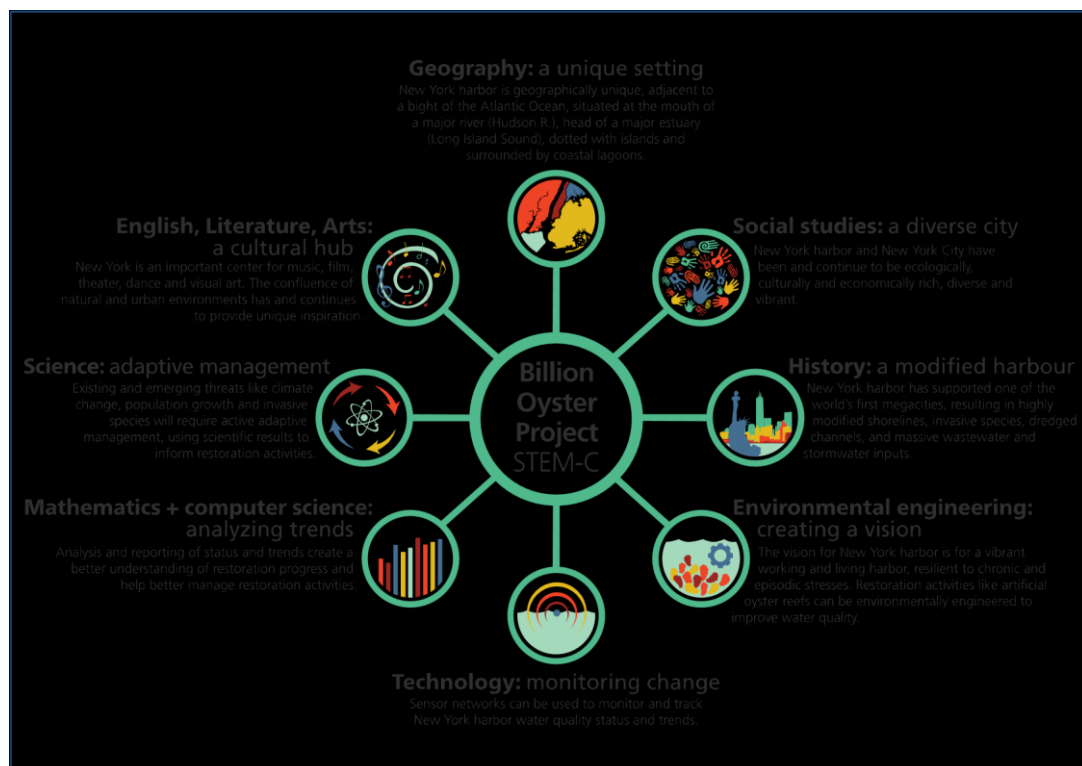 Geography: a unique setting
New York harbor is geographically unique, adjacent to
a bight of the Atlantic Ocean, situated at the mouth of
a major river (Hudson R.), head of a major estuary
(Long Island Sound), dotted with islands and
surrounded by coastal lagoons.
English, Literature, Arts:
a cultural hub
New York is an important center for music, film,
theater, dance and visual art. The confluence of
natural and urban environments has and continues
to provide unique inspiration.
Social studies: a diverse city
New York harbor and New York City have
been and continue to be ecologically,
culturally and economically rich, diverse and
vibrant.
Science: adaptive management
Existing and emerging threats like climate
change, population growth and invasive
species will require active adaptive
management, using scientific results to
inform restoration activities.
Billion
Oyster
Project
STEM-C
History: a modified harbour
New York harbor has supported one of the
world's first megacities, resulting in highly
modified shorelines, invasive species, dredged
channels, and massive wastewater and
stormwater inputs.
Mathematics + computer science:
analyzing trends
Analysis and reporting of status and trends create a
better understanding of restoration progress and
help better manage restoration activities.
Environmental engineering:
creating a vision
The vision for New York harbor is for a vibrant
working and living harbor, resilient to chronic and
episodic stresses. Restoration activities like artificial
oyster reefs can be environmentally engineered to
improve water quality.
Technology: monitoring change
Sensor networks can be used to monitor and track
New York harbor water quality status and trends.